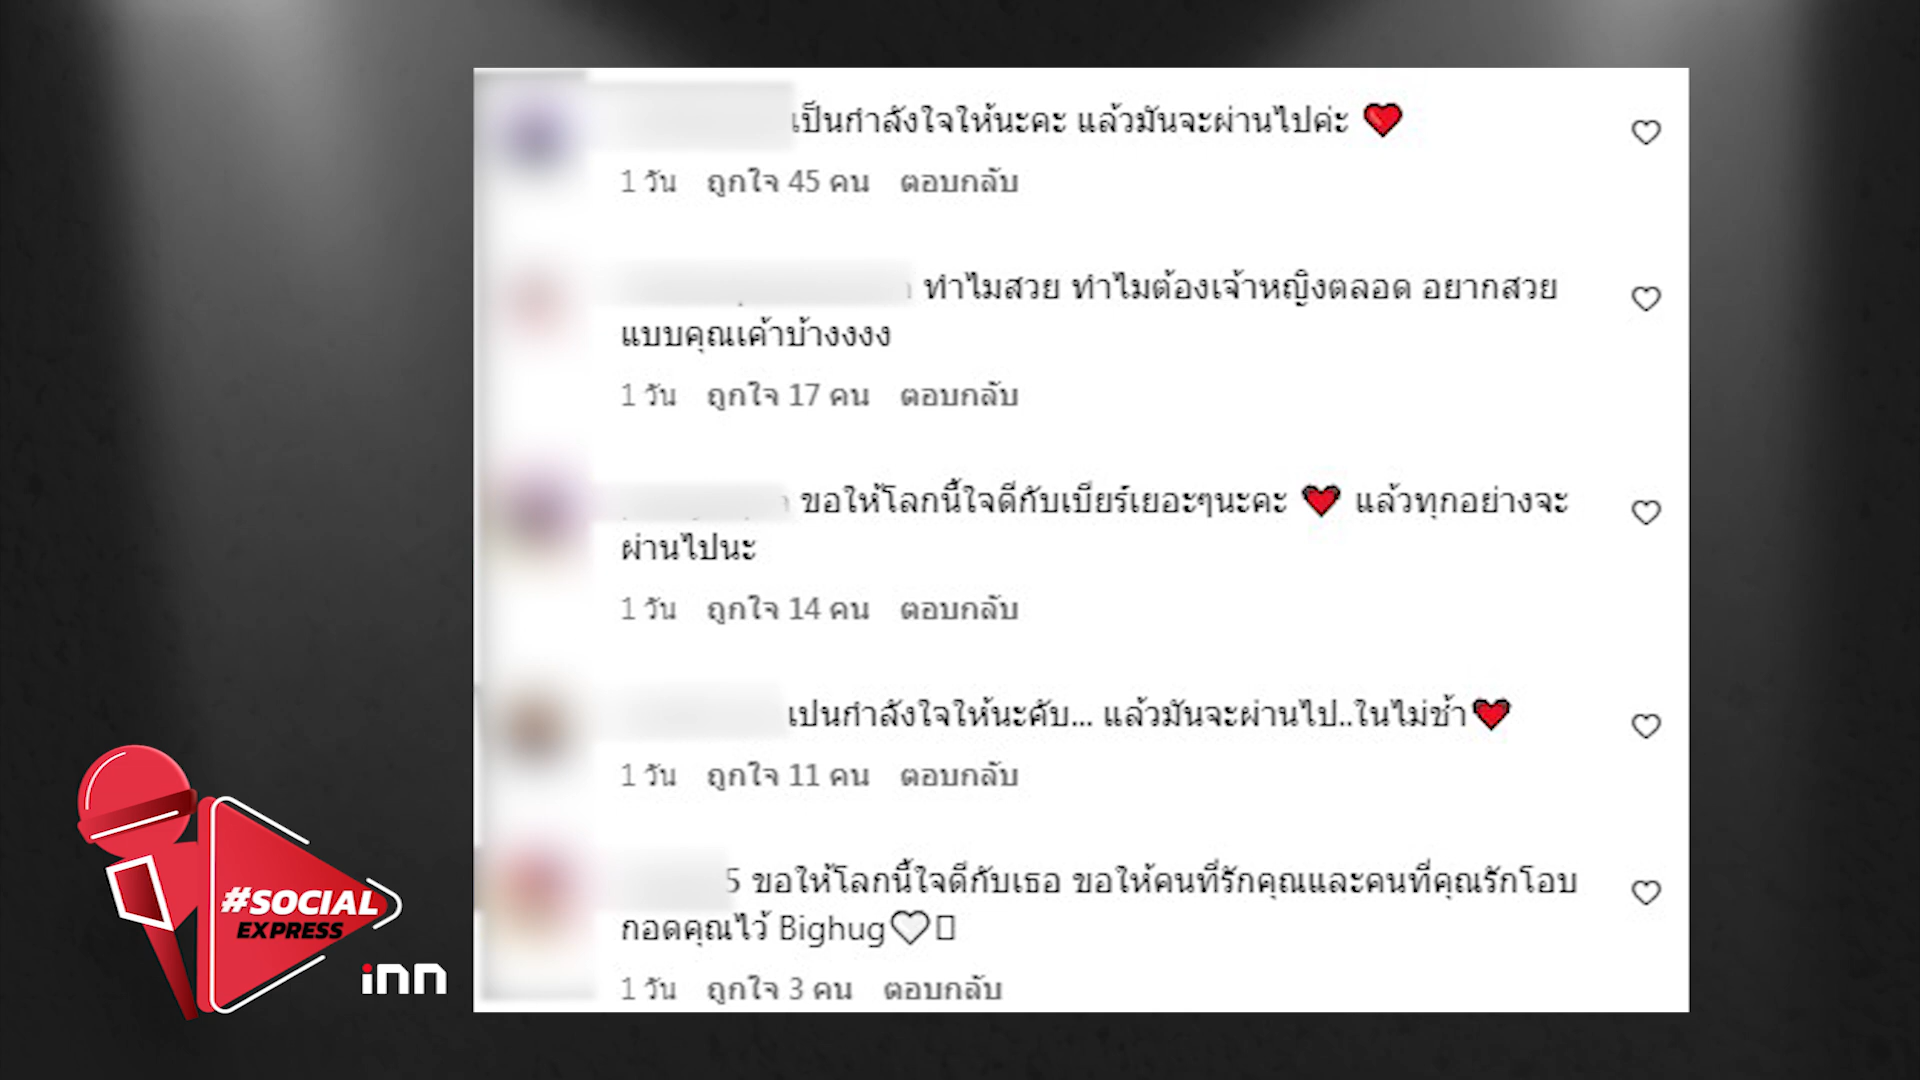 เป็นกำลังใจให้นะคะ แล้วมันจะผ่านไปค่ะ ❤
1 วัน ถูกใจ 45 คน ตอบกลับ
ทำไมสวย ทำไมต้องเจ้าหญิงตลอด อยากสวย
แบบคุณเค้าบ้างงงง
1 วัน ถูกใจ 17 คน ตอบกลับ
ขอให้โลกนี้ใจดีกับเบียร์เยอะๆนะคะ ❤ แล้วทุกอย่างจะ
ผ่านไปนะ
1 วัน ถูกใจ 14 คน ตอบกลับ
เปนกำลังใจให้นะคับ... แล้วมันจะผ่านไป..ในไม่ช้า❤
1 วัน ถูกใจ 11 คน ตอบกลับ
5 ขอให้โลกนี้ใจดีกับเธอ ขอให้คนที่รักคุณและคนที่คุณรักโอบ
กอดคุณไว้ Bighug♡
1 วัน ถูกใจ 3 คน ตอบกลับ
#SOCIAL
EXPRESS
inn